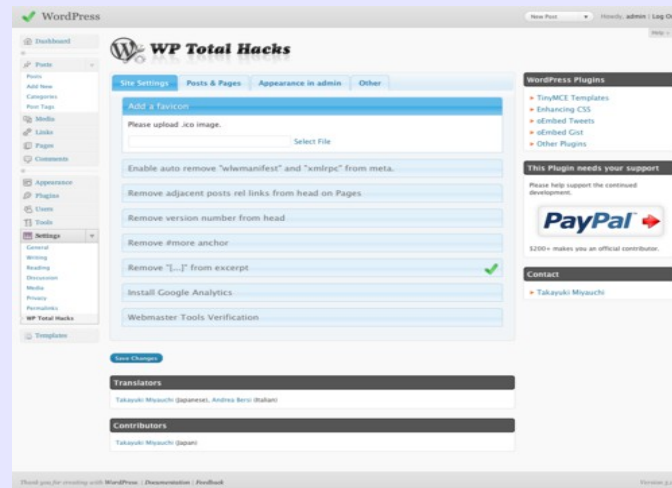 WordPress
New Post
Howdy, admin | Log
Help
Dashboard
Posts
Posts
Add New
Categories
Post Tags
Media
Links
Pages
Comments
Appearance
Plugins
Users
Tools
Settings
General
Writing
Reading
Discussion
Media
Privacy
Permalinks
WP Total Hacks
Templates
WP Total Hacks
Site Settings
Posts & Pages
Appearance in admin
Other
Add a favicon
Please upload .ico image.
Select File
Enable auto remove "wlwmanifest" and "xmlrpc" from meta.
Remove adjacent posts rel links from head on Pages
Remove version number from head
Remove #more anchor
Remove "[...]" from excerpt
Install Google Analytics
Webmaster Tools Verification
Save Changes
Translators
Takayuki Miyauchi (Japanese), Andrea Bersi (Italian)
Contributors
Takayuki Miyauchi (Japan)
WordPress Plugins
TinyMCE Templates
Enhancing CSS
oEmbed Tweets
oEmbed Gist
Other Plugins
This Plugin needs your support
Please help support the continued
development.
PayPal
$200+ makes you an official contributor.
Contact
Takayuki Miyauchi
Thank you for creating with WordPress | Documentation | Feedback
Version